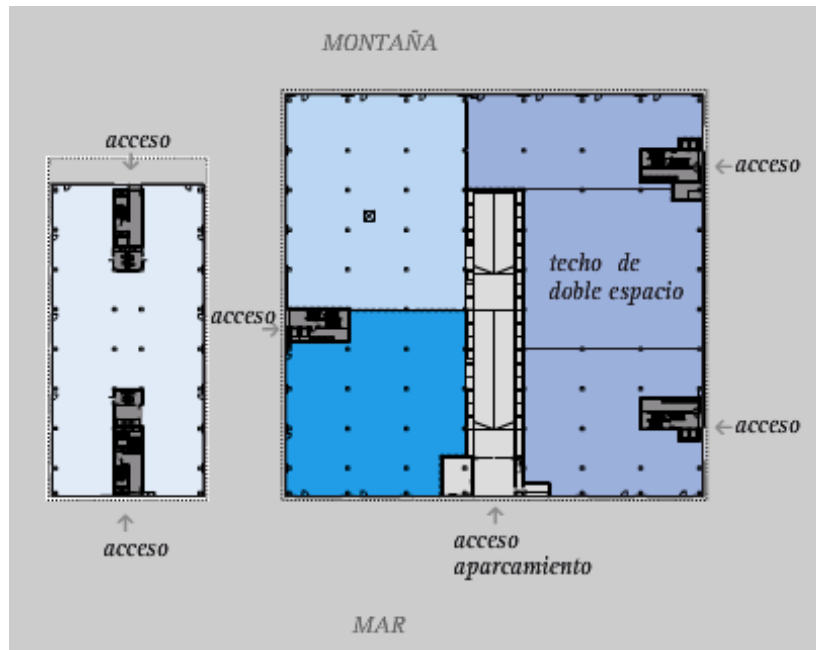 MONTAÑA
acceso
acceso
techo de
doble espacio
acceso
acceso
acceso
acceso
aparcamiento
MAR